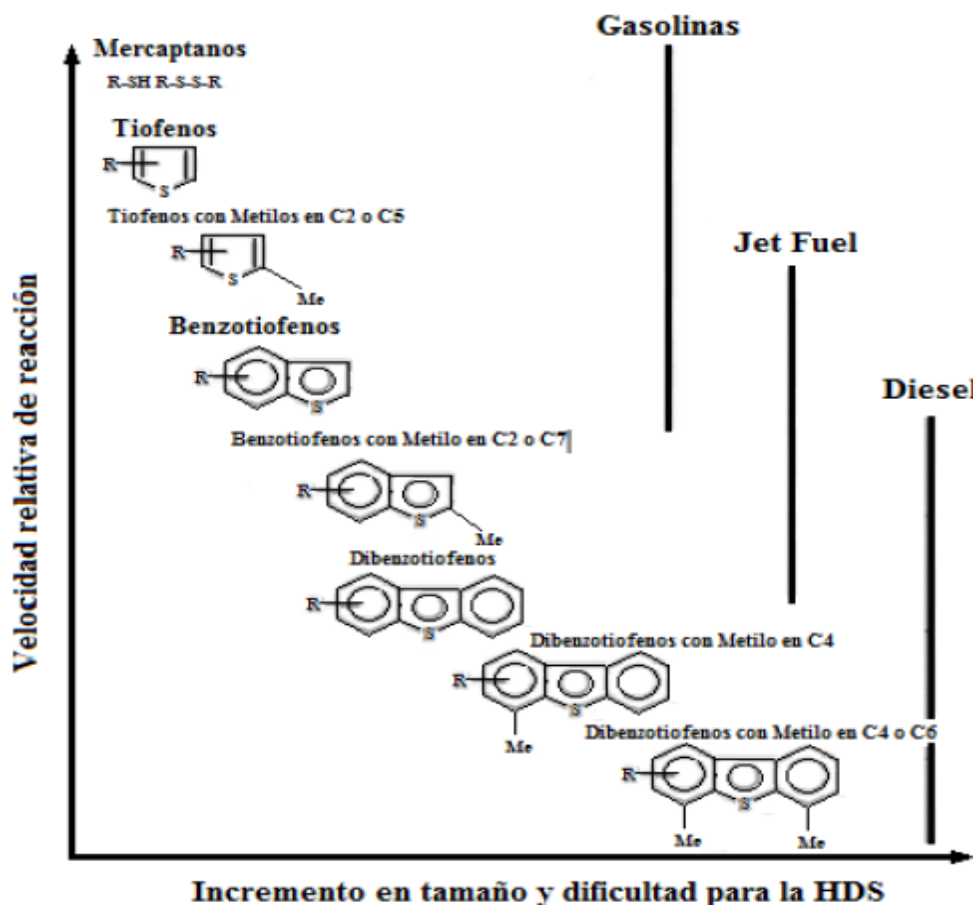 Gasolinas
Mercaptanos
R-SH R-S-S-R
Tiofenos
R
S
Tiofenos con Metilos en C2 o C5
R
S
Me
Jet Fuel
Benzotiofenos
R
S
Diesel
Benzotiofenos con Metilo en C2 o C7
R
S
Me
Dibenzotiofenos
R
S
Dibenzotiofenos con Metilo en C4
R
S
Me
Dibenzotiofenos con Metilo en C4 o C6
R
S
Me Me
Velocidad relativa de reacción
Incremento en tamaño y dificultad para la HDS